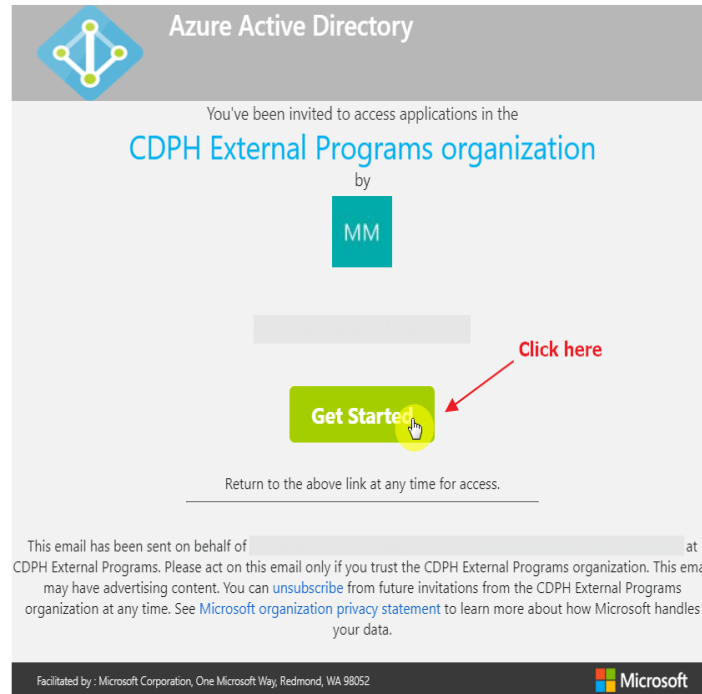 Azure Active Directory
You've been invited to access applications in the
CDPH External Programs organization
by
MM
Click here
Get Started
Return to the above link at any time for access.
This email has been sent on behalf of at
CDPH External Programs. Please act on this email only if you trust the CDPH External Programs organization. This ema
may have advertising content. You can unsubscribe from future invitations from the CDPH External Programs
organization at any time. See Microsoft organization privacy statement to learn more about how Microsoft handles
your data.
Facilitated by : Microsoft Corporation, One Microsoft Way, Redmond, WA 98052
Microsoft